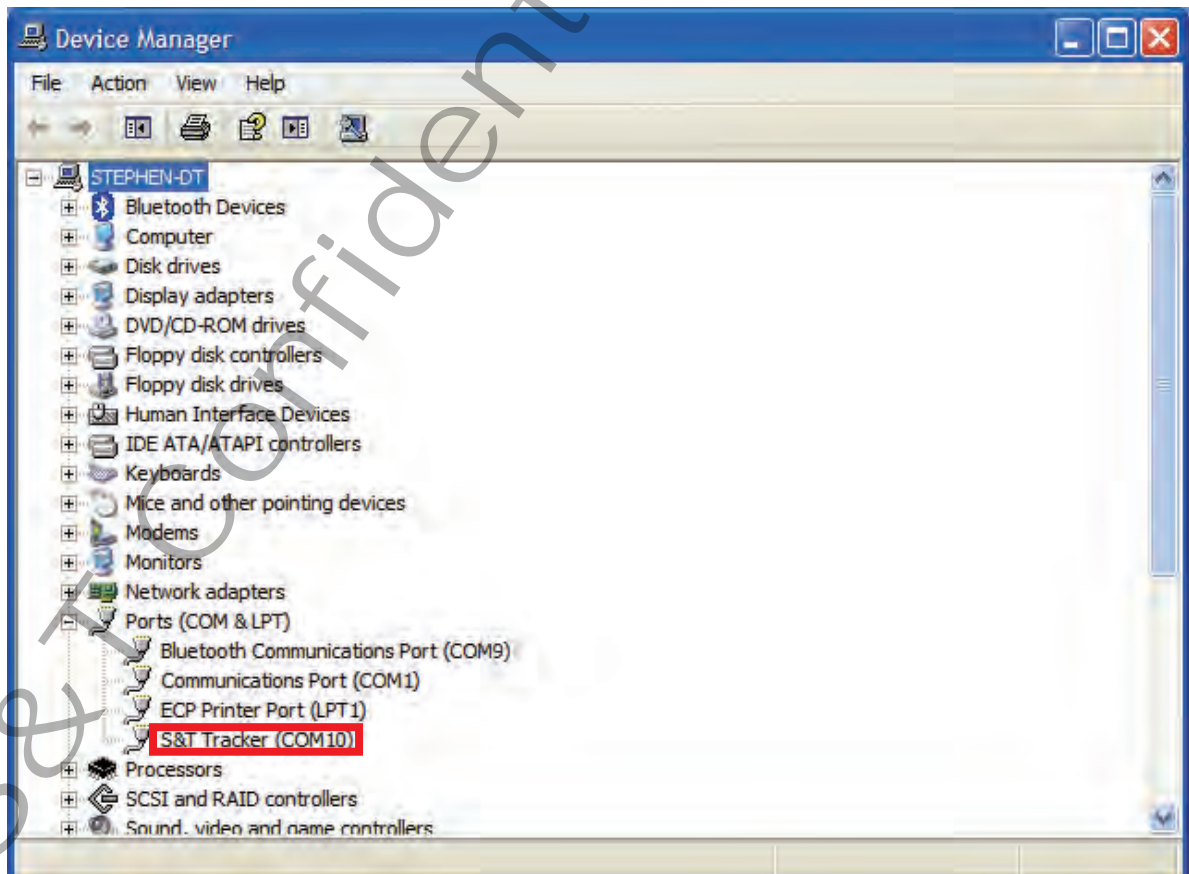 Device Manager
File Action View Help
STEPHEN-DT
Bluetooth Devices
Computer
Disk drives
Display adapters
DVD/CD-ROM drives
Floppy disk controllers
Floppy disk drives
Human Interface Devices
IDE ATA/ATAPI controllers
Keyboards
Mice and other pointing devices
Modems
Monitors
Network adapters
Ports (COM & LPT)
Bluetooth Communications Port (COM9)
Communications Port (COM1)
ECP Printer Port (LPT1)
S&T Tracker (COM10)
Processors
SCSI and RAID controllers
Sound, video and game controllers
S&T Confident